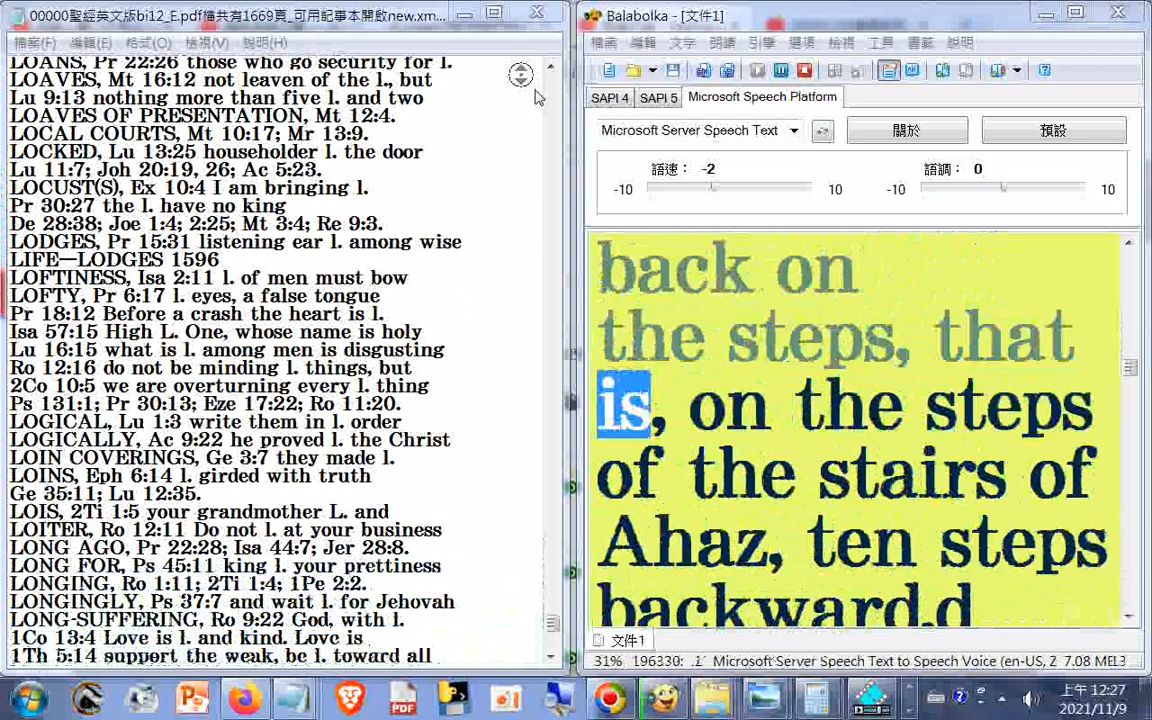 00000聖經英文版bi12_E.pdf檔共有1669頁_可用記事本開啟new.xm...
檔案(F) 編輯(E) 格式(O) 檢視(V) 說明(H)
LOANS, Pr 22:26 those who go security for l.
LOAVES, Mt 16:12 not leaven of the l., but
Lu 9:13 nothing more than five l. and two
LOAVES OF PRESENTATION, Mt 12:4.
LOCAL COURTS, Mt 10:17; Mr 13:9.
LOCKED, Lu 13:25 householder l. the door
Lu 11:7; Joh 20:19, 26; Ac 5:23.
LOCUST(S), Ex 10:4 I am bringing l.
Pr 30:27 the l. have no king
De 28:38; Joe 1:4; 2:25; Mt 3:4; Re 9:3.
LODGES, Pr 15:31 listening ear l. among wise
LIFE—LODGES 1596
LOFTINESS, Isa 2:11 l. of men must bow
LOFTY, Pr 6:17 l. eyes, a false tongue
Pr 18:12 Before a crash the heart is l.
Isa 57:15 High L. One, whose name is holy
Lu 16:15 what is l. among men is disgusting
Ro 12:16 do not be minding l. things, but
2Co 10:5 we are overturning every l. thing
Ps 131:1; Pr 30:13; Eze 17:22; Ro 11:20.
LOGICAL, Lu 1:3 write them in l. order
LOGICALLY, Ac 9:22 he proved l. the Christ
LOIN COVERINGS, Ge 3:7 they made l.
LOINS, Eph 6:14 l. girded with truth
Ge 35:11; Lu 12:35.
LOIS, 2Ti 1:5 your grandmother L. and
LOITER, Ro 12:11 Do not l. at your business
LONG AGO, Pr 22:28; Isa 44:7; Jer 28:8.
LONG FOR, Ps 45:11 king l. your prettiness
LONGING, Ro 1:11; 2Ti 1:4; 1Pe 2:2.
LONGINGLY, Ps 37:7 and wait l. for Jehovah
LONG-SUFFERING, Ro 9:22 God, with l.
1Co 13:4 Love is l. and kind. Love is
1Th 5:14 support the weak, be l. toward all
Balabolka - [文件1]
檔案 編輯 文字 朗讀 引擎 選項 檢視 工具 書籤 說明
SAPI 4 SAPI 5 Microsoft Speech Platform
Microsoft Server Speech Text 關於 預設
語速： -2 語調： 0
-10 10 -10 10
back on
the steps, that
is, on the steps
of the stairs of
Ahaz, ten steps
backward.d
文件1
31% 196330: Microsoft Server Speech Text to Speech Voice (en-US, 7.08 МБ
PDF
上午 12:27
2021/11/9